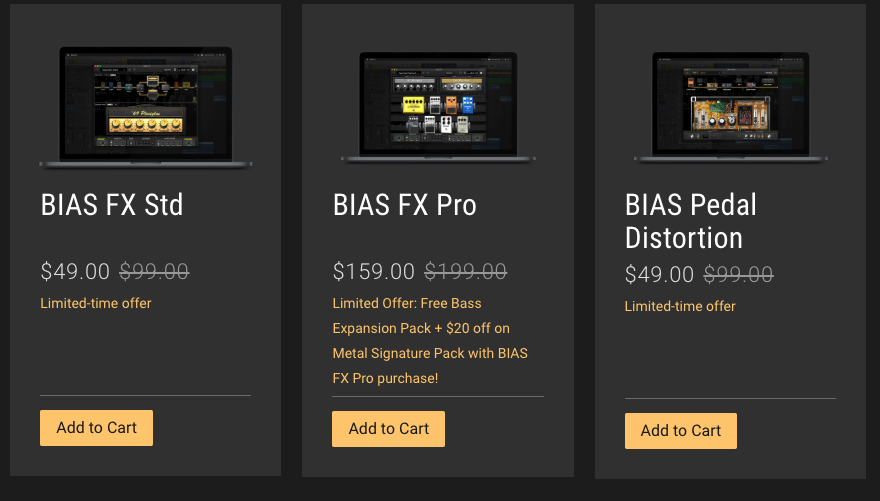 BIAS FX Std
$49.00 $99.00
Limited-time offer
Add to Cart
BIAS FX Pro
$159.00 $199.00
Limited Offer: Free Bass
Expansion Pack + $20 off on
Metal Signature Pack with BIAS
FX Pro purchase!
Add to Cart
BIAS Pedal
Distortion
$49.00 $99.00
Limited-time offer
Add to Cart